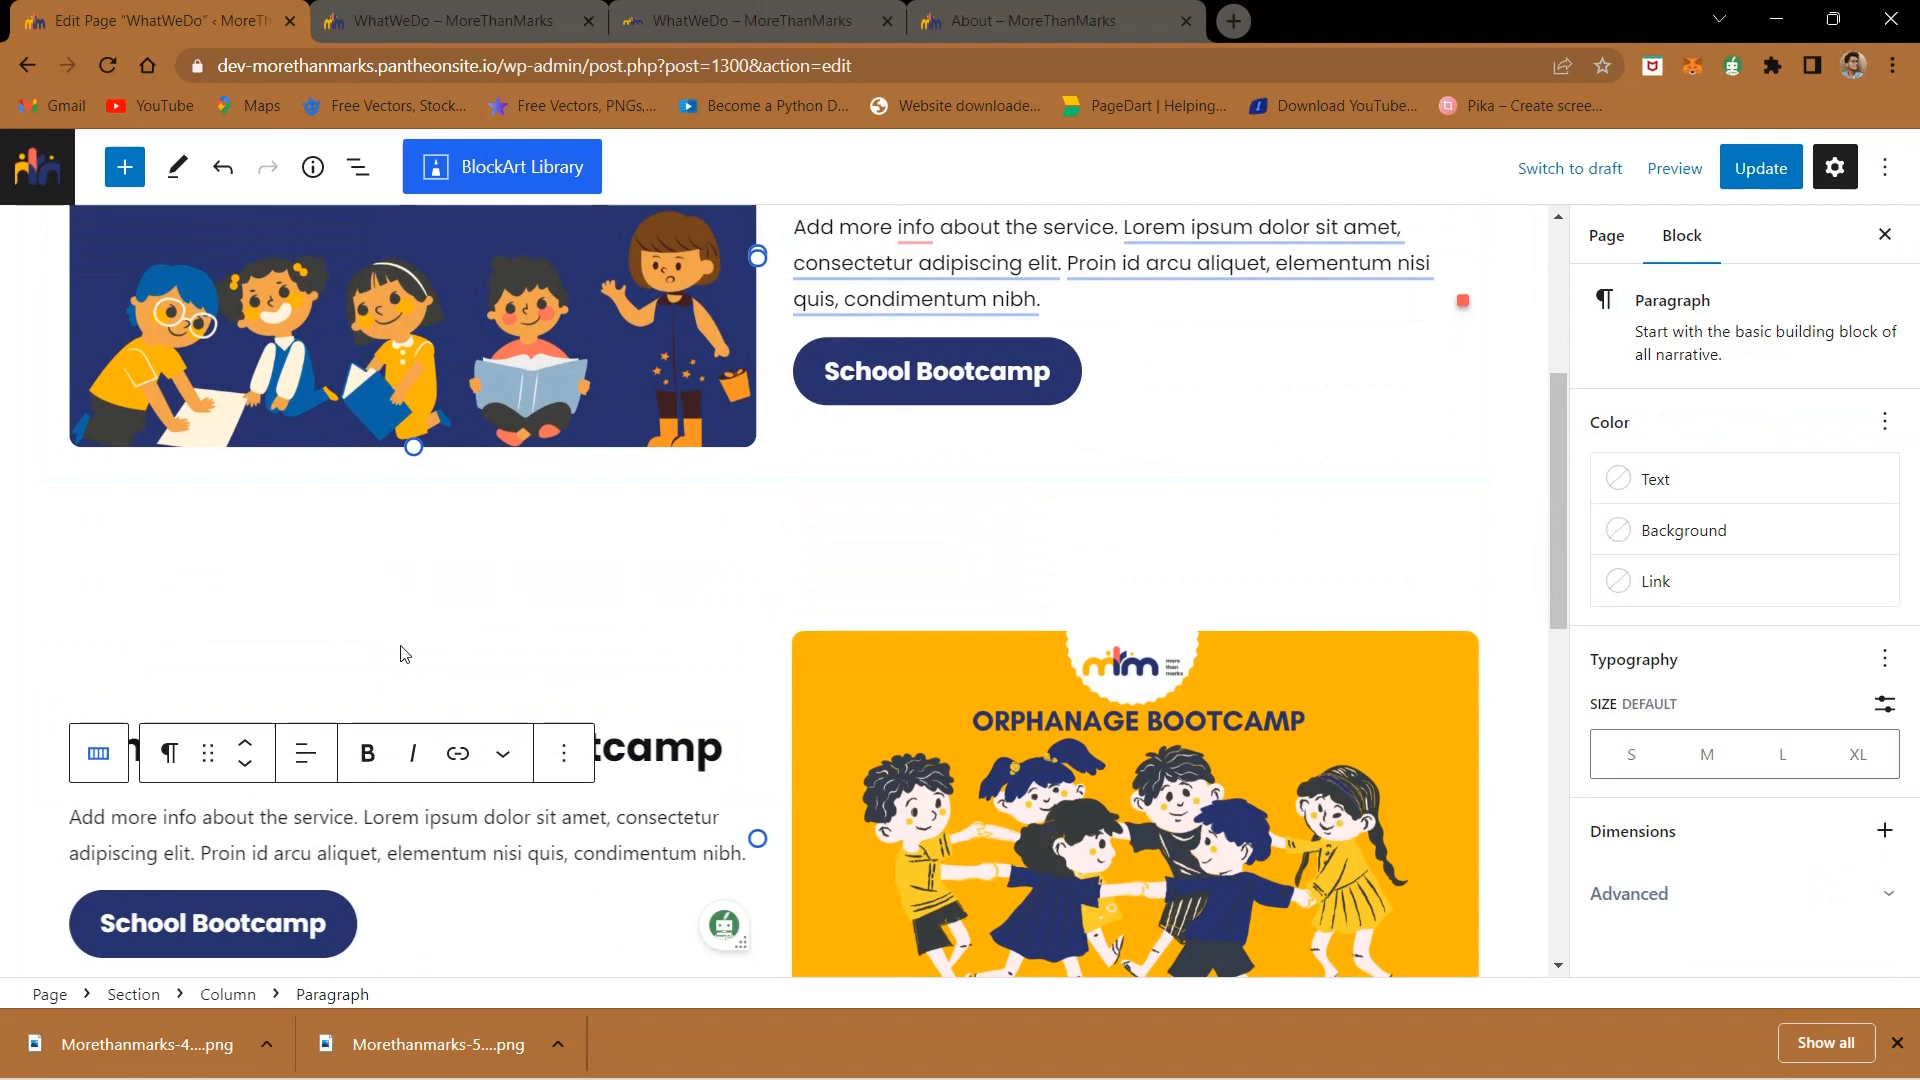 Edit Page "WhatWeDo" ‹ MoreTh
WhatWeDo – MoreThanMarks
WhatWeDo – MoreThanMarks
About – MoreThanMarks
dev-morethanmarks.pantheonsite.io/wp-admin/post.php?post=1300&action=edit
Gmail
YouTube
Maps
Free Vectors, Stock...
Free Vectors, PNGs,...
Become a Python D...
Website downloade...
PageDart | Helping...
Download YouTube...
Pika – Create scree...
BlockArt Library
Switch to draft
Preview
Update
Add more info about the service. Lorem ipsum dolor sit amet,
consectetur adipiscing elit. Proin id arcu aliquet, elementum nisi
quis, condimentum nibh.
School Bootcamp
Page
Block
Paragraph
Start with the basic building block of
all narrative.
Color
Text
Background
Link
Typography
SIZE DEFAULT
S M L XL
Dimensions
Advanced
tcamp
B I
Add more info about the service. Lorem ipsum dolor sit amet, consectetur
adipiscing elit. Proin id arcu aliquet, elementum nisi quis, condimentum nibh.
School Bootcamp
mtm
more
than
marks
ORPHANAGE BOOTCAMP
Page > Section > Column > Paragraph
Morethanmarks-4....png
Morethanmarks-5....png
Show all